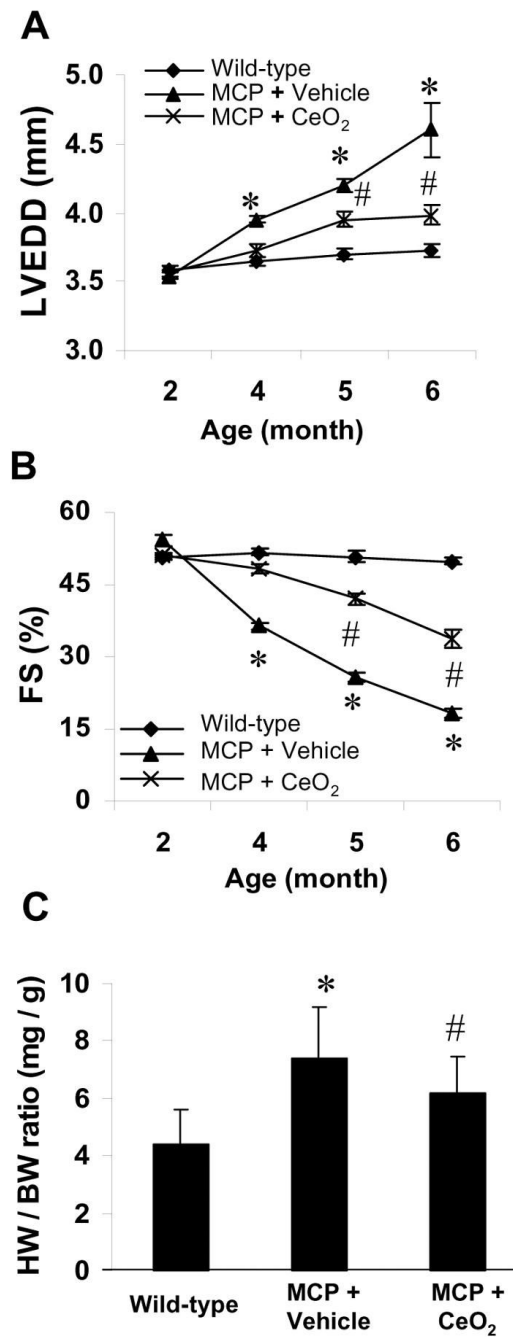 A
Wild-type
MCP + Vehicle
MCP + CeO₂
LVEDD (mm)
5.0
4.5
4.0
3.5
3.0
*
*
*
#
#
2 4 5 6
Age (month)
B
FS (%)
60
45
30
15
0
#
#
*
*
*
Wild-type
MCP + Vehicle
MCP + CeO₂
2 4 5 6
Age (month)
C
HW / BW ratio (mg / g)
10
8
6
4
2
0
*
#
Wild-type
MCP +
Vehicle
MCP +
CeO₂